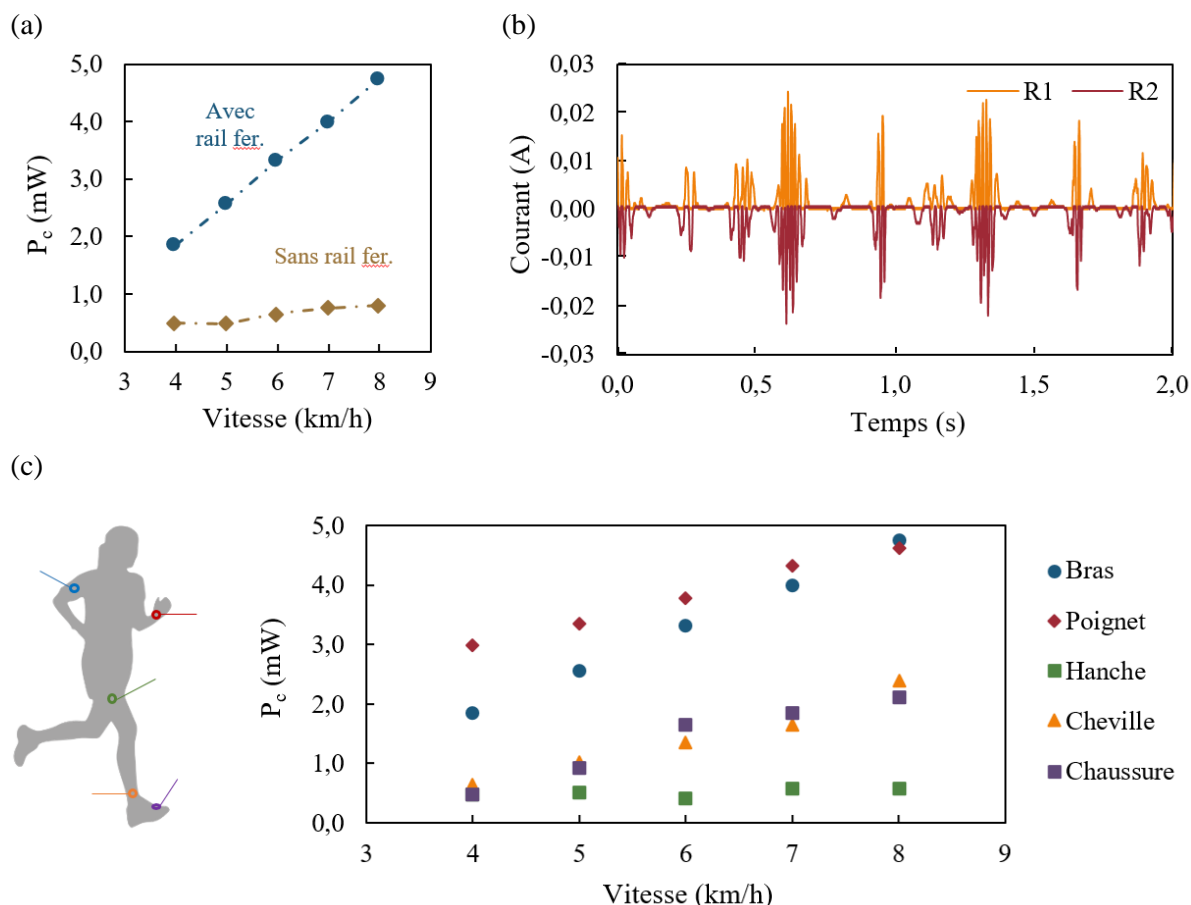 (a)
5,0
4,0
3,0
2,0
1,0
0,0
P_c (mW)
Avec
rail fer.
Sans rail fer.
3 4 5 6 7 8 9
Vitesse (km/h)
(b)
0,03
0,02
0,01
0,00
-0,01
-0,02
-0,03
Courant (A)
R1 R2
0,0 0,5 1,0 1,5 2,0
Temps (s)
(c)
5,0
4,0
3,0
2,0
1,0
0,0
P_c (mW)
3 4 5 6 7 8 9
Vitesse (km/h)
Bras
Poignet
Hanche
Cheville
Chaussure